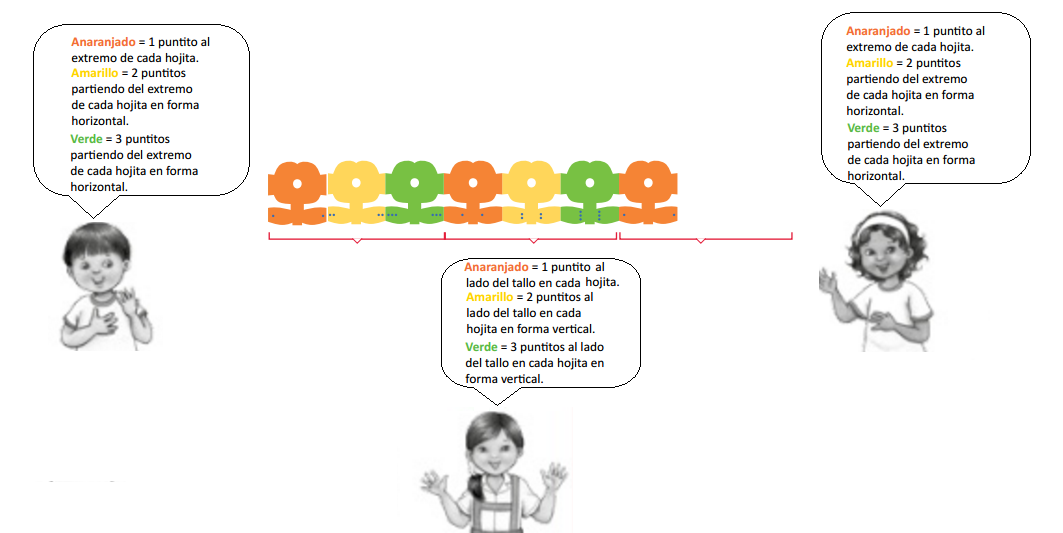 Anaranjado = 1 puntito al
extremo de cada hojita.
Amarillo = 2 puntitos
partiendo del extremo
de cada hojita en forma
horizontal.
Verde = 3 puntitos
partiendo del extremo
de cada hojita en forma
horizontal.
Anaranjado = 1 puntito al
extremo de cada hojita.
Amarillo = 2 puntitos
partiendo del extremo
de cada hojita en forma
horizontal.
Verde = 3 puntitos
partiendo del extremo
de cada hojita en forma
horizontal.
Anaranjado = 1 puntito al
lado del tallo en cada hojita.
Amarillo = 2 puntitos al
lado del tallo en cada
hojita en forma vertical.
Verde = 3 puntitos al lado
del tallo en cada hojita en
forma vertical.